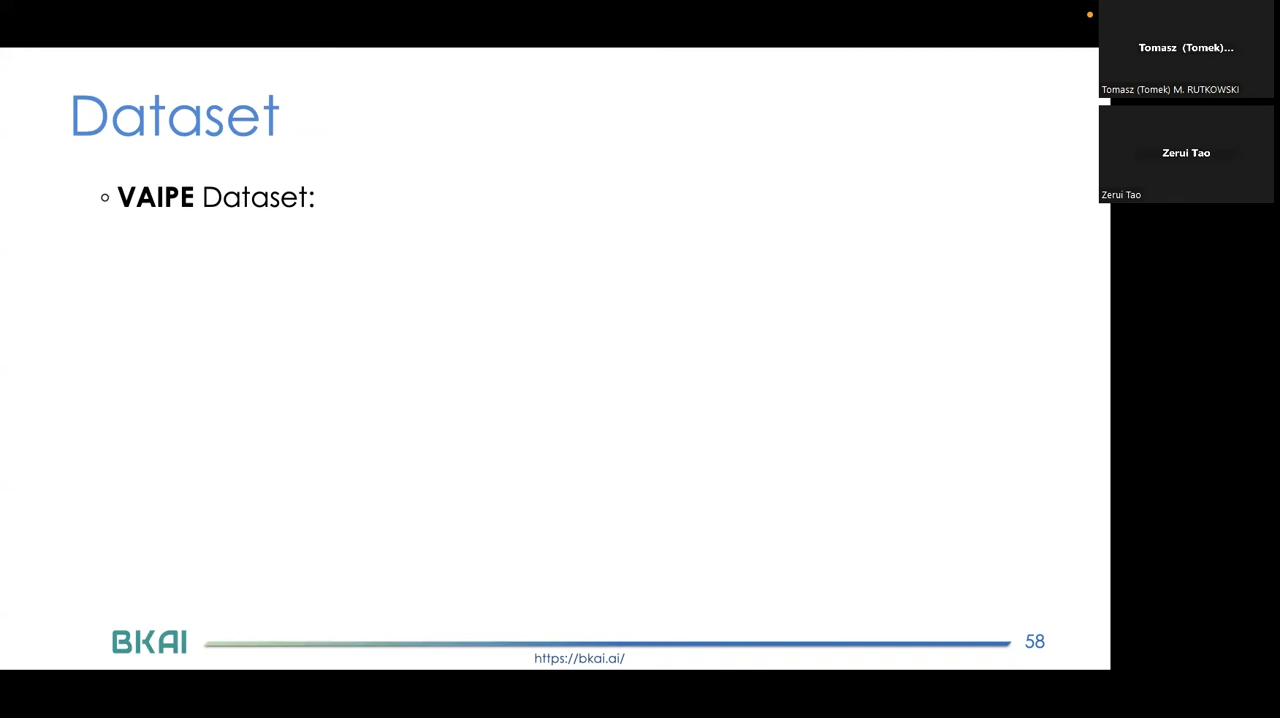 Tomasz (Tomek)...
Tomasz (Tomek) M. RUTKOWSKI
Dataset
Zerui Tao
Zerui Tao
◦ VAIPE Dataset:
BKAI
58
https://bkai.ai/